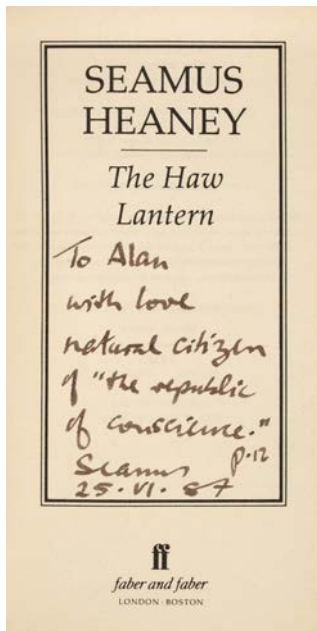 SEAMUS
HEANEY
The Haw
Lantern
To Alan
with love
natural citizen
of "the republic
of conscience."
p.12
Seamus
25·VI·87
ff
faber and faber
LONDON·BOSTON